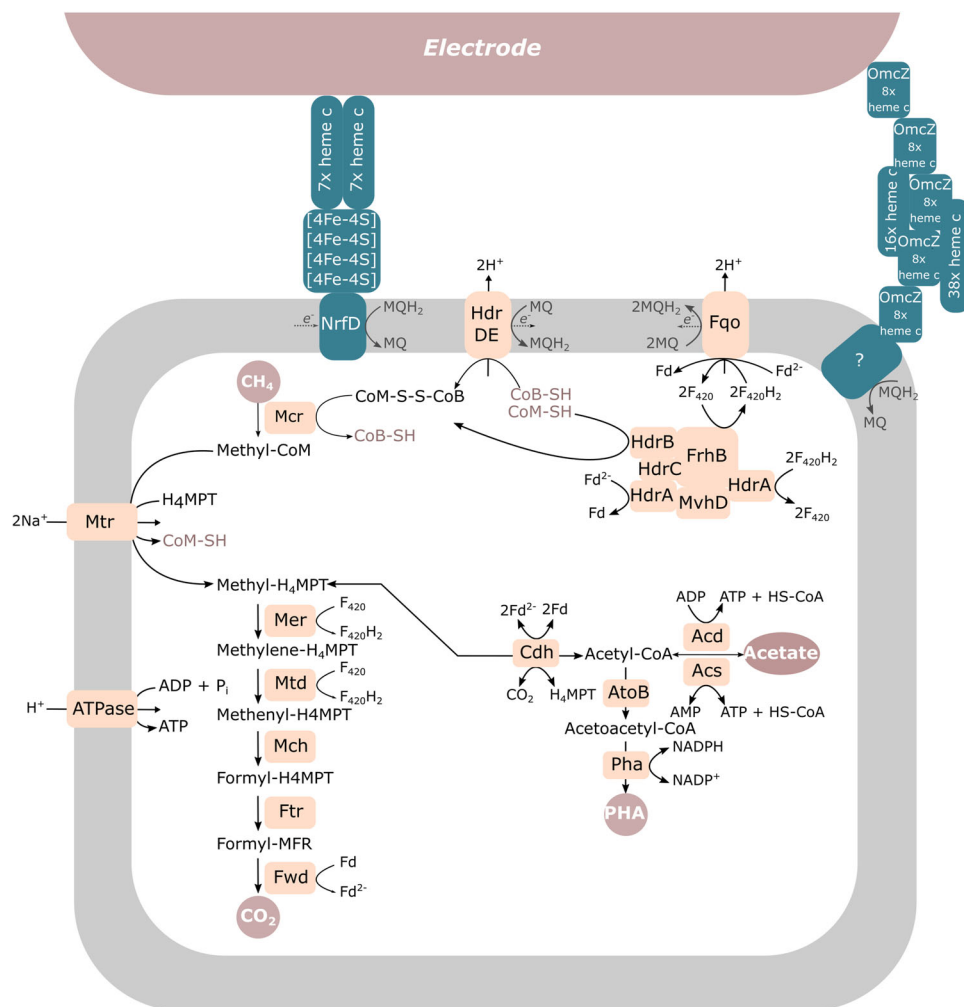 Electrode
7x heme c
7x heme c
[4Fe-4S]
[4Fe-4S]
[4Fe-4S]
[4Fe-4S]
NrfD
e⁻
MQH₂
MQ
2H⁺
Hdr
DE
MQ
e⁻
MQH₂
2H⁺
2MQH₂
e⁻
2MQ
Fqo
OmcZ
8x
heme c
OmcZ
8x
heme c
16x heme c
OmcZ
8x
heme c
OmcZ
8x
heme c
38x heme c
OmcZ
8x
heme c
?
MQH₂
MQ
CH₄
Mcr
CoM-S-S-CoB
CoB-SH
CoB-SH
CoM-SH
Methyl-CoM
Fd
Fd²⁻
2F₄₂₀
2F₄₂₀H₂
HdrB
HdrC
HdrA
FrhB
MvhD
HdrA
Fd²⁻
Fd
2F₄₂₀H₂
2F₄₂₀
2Na⁺
Mtr
H₄MPT
CoM-SH
Methyl-H₄MPT
Mer
F₄₂₀
F₄₂₀H₂
Methylene-H₄MPT
Mtd
F₄₂₀
F₄₂₀H₂
Methenyl-H4MPT
Mch
Formyl-H4MPT
Ftr
Formyl-MFR
Fwd
Fd
Fd²⁻
CO₂
H⁺
ATPase
ADP + Pᵢ
ATP
2Fd²⁻
2Fd
Cdh
CO₂
H₄MPT
Acetyl-CoA
ADP
ATP + HS-CoA
Acd
Acs
Acetate
AMP
ATP + HS-CoA
AtoB
Acetoacetyl-CoA
Pha
NADPH
NADP⁺
PHA